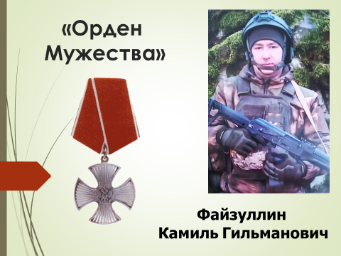 «Орден
Мужества»
Файзуллин
Камиль Гильманович